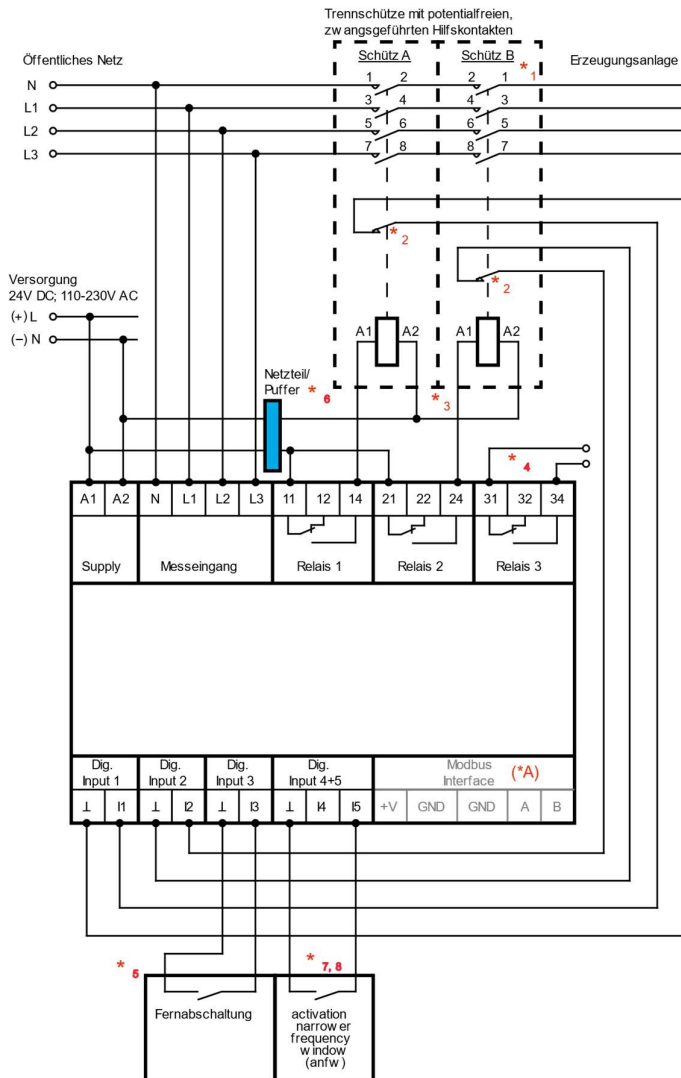 Trennschütze mit potentialfreien,
zwangsgeführten Hilfskontakten
Öffentliches Netz
Schütz A
Schütz B
* 1
Erzeugungsanlage
N
1 2
2 1
L1
3 4
4 3
L2
5 6
6 5
L3
7 8
8 7
* 2
* 2
Versorgung
24V DC; 110-230V AC
(+) L
(−) N
A1 A2
A1 A2
Netzteil/
Puffer * 6
* 3
* 4
A1 A2 N L1 L2 L3 11 12 14 21 22 24 31 32 34
Supply Messeingang Relais 1 Relais 2 Relais 3
Dig.
Input 1
Dig.
Input 2
Dig.
Input 3
Dig.
Input 4+5
Modbus
Interface
(*A)
⊥ I1 ⊥ I2 ⊥ I3 ⊥ I4 I5 +V GND GND A B
* 5
* 7, 8
Fernabschaltung
activation
narrower
frequency
window
(anfw)